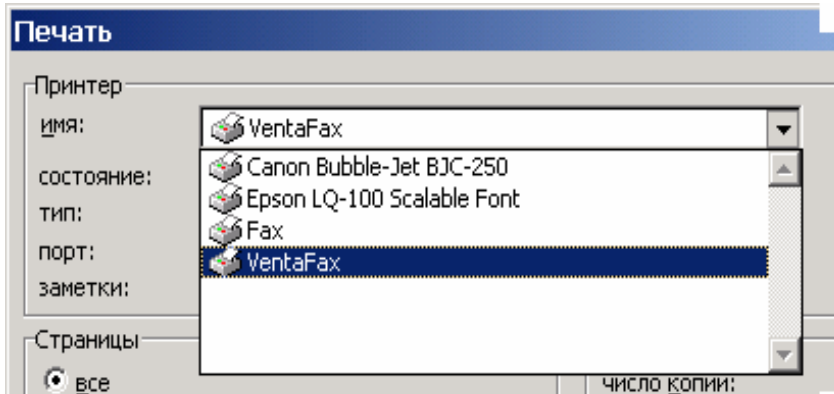 Печать
Принтер
имя:
VentaFax
Canon Bubble-Jet BJC-250
состояние:
Epson LQ-100 Scalable Font
тип:
Fax
порт:
VentaFax
заметки:
Страницы
все
число копий: